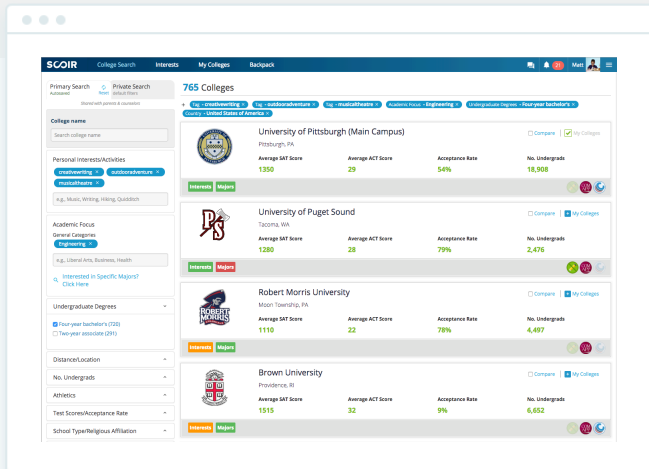 SCOIR College Search Interests My Colleges Backpack 21 Matt
Primary Search Autosaved Reset Private Search default filters
Shared with parents & counselors
College name
Search college name
Personal Interests/Activities
creativewriting × outdooradventure ×
musicaltheatre ×
e.g., Music, Writing, Hiking, Quidditch
Academic Focus
General Categories
Engineering ×
e.g., Liberal Arts, Business, Health
Interested in Specific Majors?
Click Here
Undergraduate Degrees
Four-year bachelor's (720)
Two-year associate (291)
Distance/Location
No. Undergrads
Athletics
Test Scores/Acceptance Rate
School Type/Religious Affiliation
765 Colleges
+ Tag - creativewriting × Tag - outdooradventure × Tag - musicaltheatre × Academic Focus - Engineering × Undergraduate Degrees - Four-year bachelor's ×
Country - United States of America ×
University of Pittsburgh (Main Campus) Compare My Colleges
Pittsburgh, PA
Average SAT Score Average ACT Score Acceptance Rate No. Undergrads
1350 29 54% 18,908
Interests Majors
University of Puget Sound Compare + My Colleges
Tacoma, WA
Average SAT Score Average ACT Score Acceptance Rate No. Undergrads
1280 28 79% 2,476
Interests Majors
Robert Morris University Compare + My Colleges
Moon Township, PA
ROBERT
MORRIS
Average SAT Score Average ACT Score Acceptance Rate No. Undergrads
1110 22 78% 4,497
Interests Majors
Brown University Compare + My Colleges
Providence, RI
Average SAT Score Average ACT Score Acceptance Rate No. Undergrads
1515 32 9% 6,652
Interests Majors